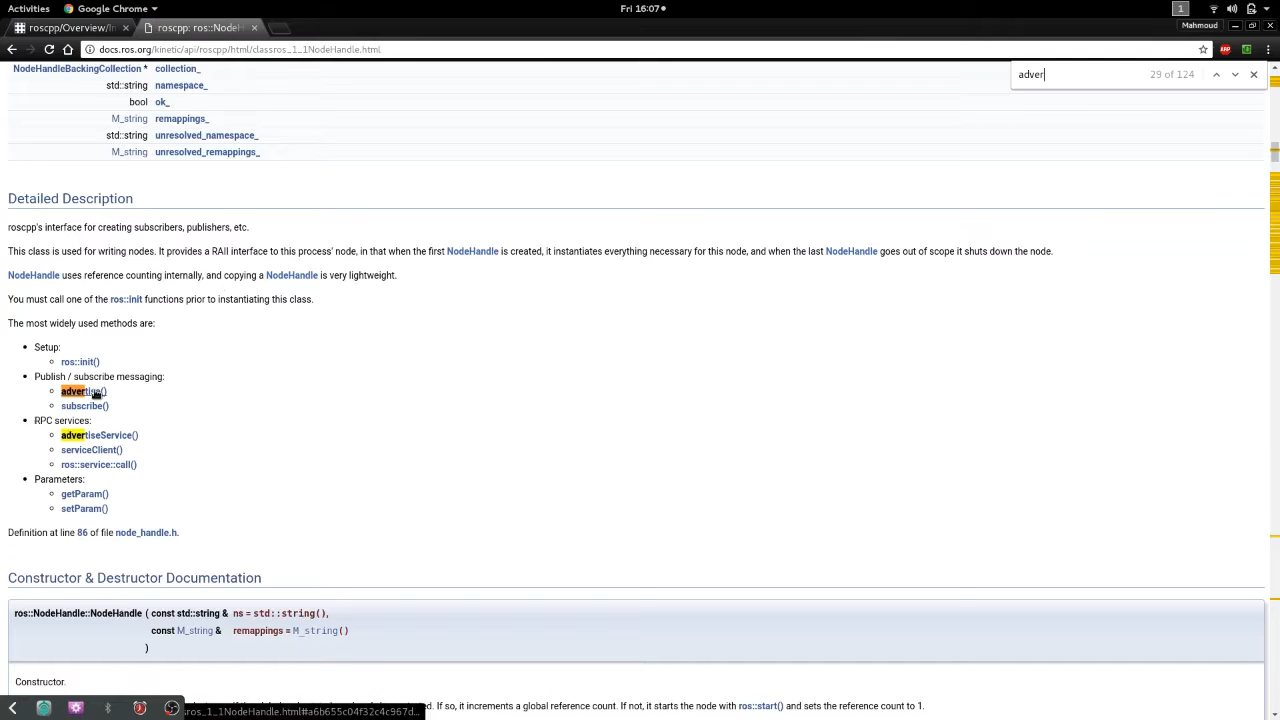 Activities Chrome Fri 16:07 1
roscpp/Overview/In roscpp: ros::NodeH Mahmoud
docs.ros.org/kinetic/api/roscpp/html/classros_1_1NodeHandle.html ABP
adver 29 of 124
NodeHandleBackingCollection * collection_
std::string namespace_
bool ok_
M_string remappings_
std::string unresolved_namespace_
M_string unresolved_remappings_
Detailed Description
roscpp's interface for creating subscribers, publishers, etc.
This class is used for writing nodes. It provides a RAII interface to this process' node, in that when the first NodeHandle is created, it instantiates everything necessary for this node, and when the last NodeHandle goes out of scope it shuts down the node.
NodeHandle uses reference counting internally, and copying a NodeHandle is very lightweight.
You must call one of the ros::init functions prior to instantiating this class.
The most widely used methods are:
Setup:
ros::init()
Publish / subscribe messaging:
advertise()
subscribe()
RPC services:
advertiseService()
serviceClient()
ros::service::call()
Parameters:
getParam()
setParam()
Definition at line 86 of file node_handle.h.
Constructor & Destructor Documentation
ros::NodeHandle::NodeHandle ( const std::string & ns = std::string(),
const M_string & remappings = M_string()
)
Constructor.
ros_1_1NodeHandle.html#a6b655c04f32c4c967d... If so, it increments a global reference count. If not, it starts the node with ros::start() and sets the reference count to 1.